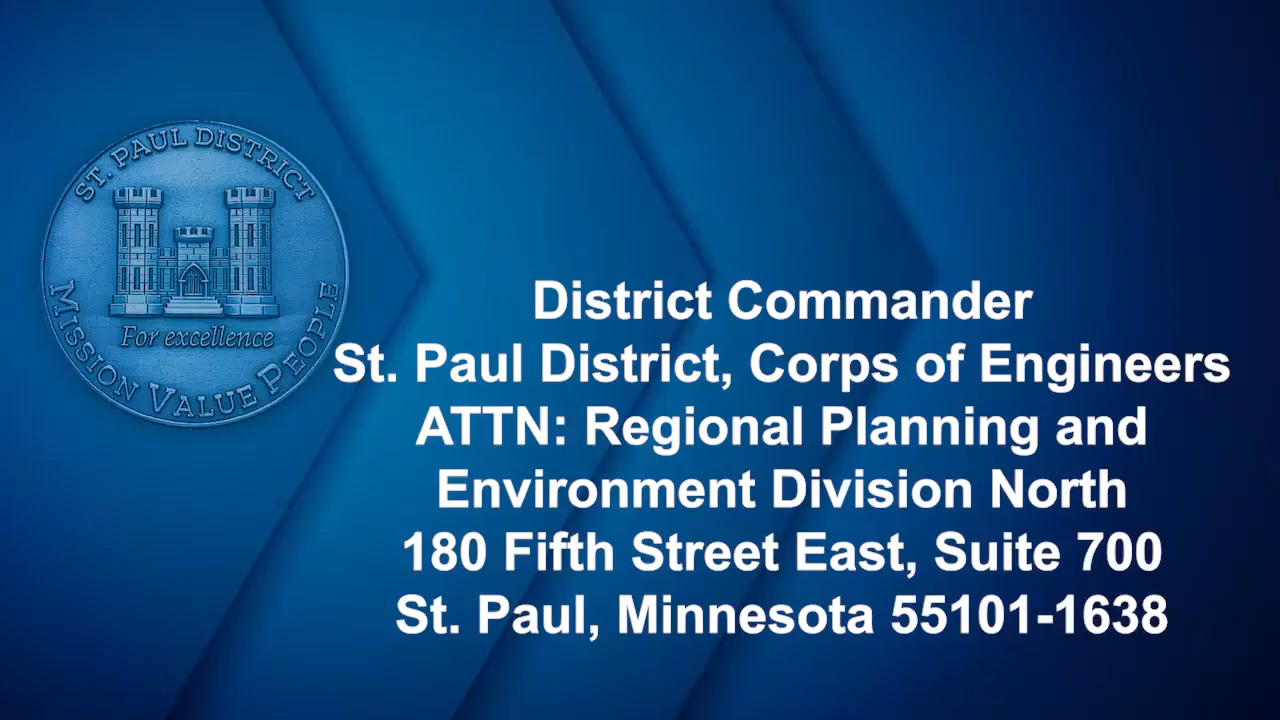 ST. PAUL DISTRICT
For excellence
MISSION VALUE PEOPLE
District Commander
St. Paul District, Corps of Engineers
ATTN: Regional Planning and
Environment Division North
180 Fifth Street East, Suite 700
St. Paul, Minnesota 55101-1638